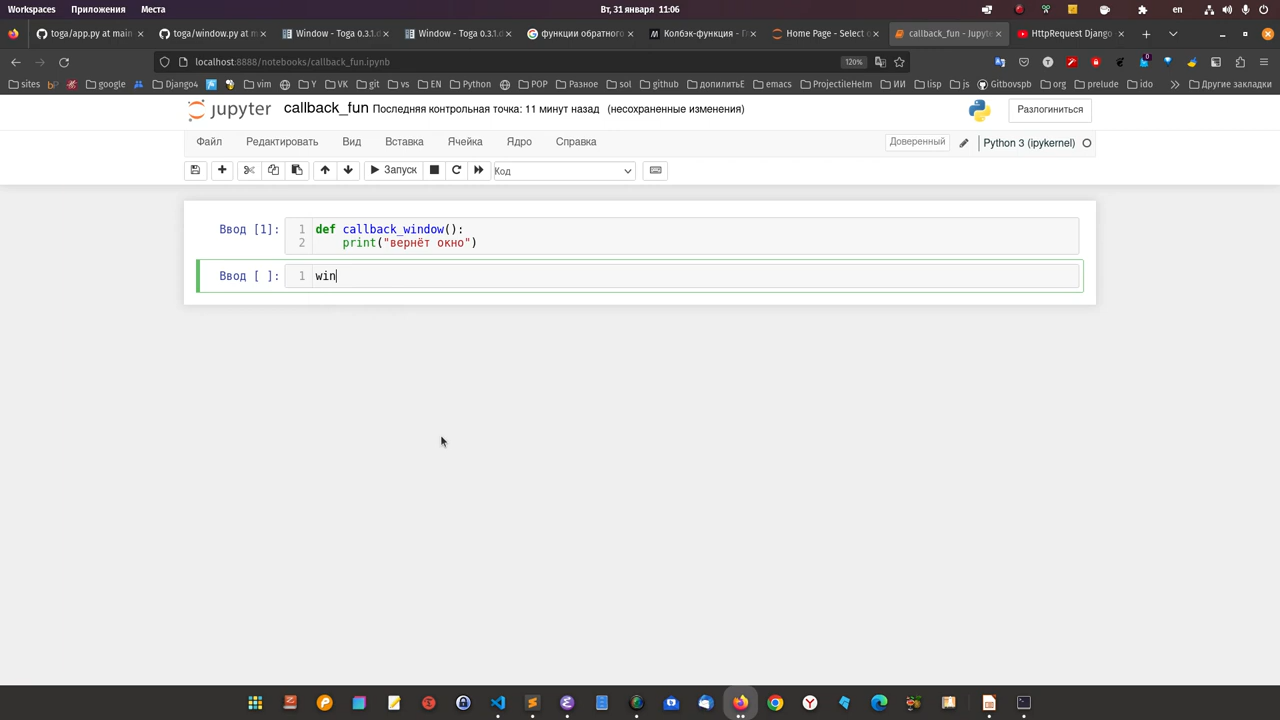 Workspaces Приложения Места Вт, 31 января 11:06 en
toga/app.py at main toga/window.py at m Window - Toga 0.3.1.d Window - Toga 0.3.1.d функции обратного Колбэк-функция - Г Home Page - Select o callback_fun - Jupyte HttpRequest Django
localhost:8888/notebooks/callback_fun.ipynb 120%
sites google Django4 vim Y VK git vs EN Python POP Разное sol github допилитьЕ emacs ProjectileHelm ИИ lisp js Gitbovspb org prelude ido Другие закладки
jupyter callback_fun Последняя контрольная точка: 11 минут назад (несохраненные изменения) Разлогиниться
Файл Редактировать Вид Вставка Ячейка Ядро Справка Доверенный Python 3 (ipykernel)
Запуск Код
Ввод [1]: 1 def callback_window():
2 print("вернёт окно")
Ввод [ ]: 1 win